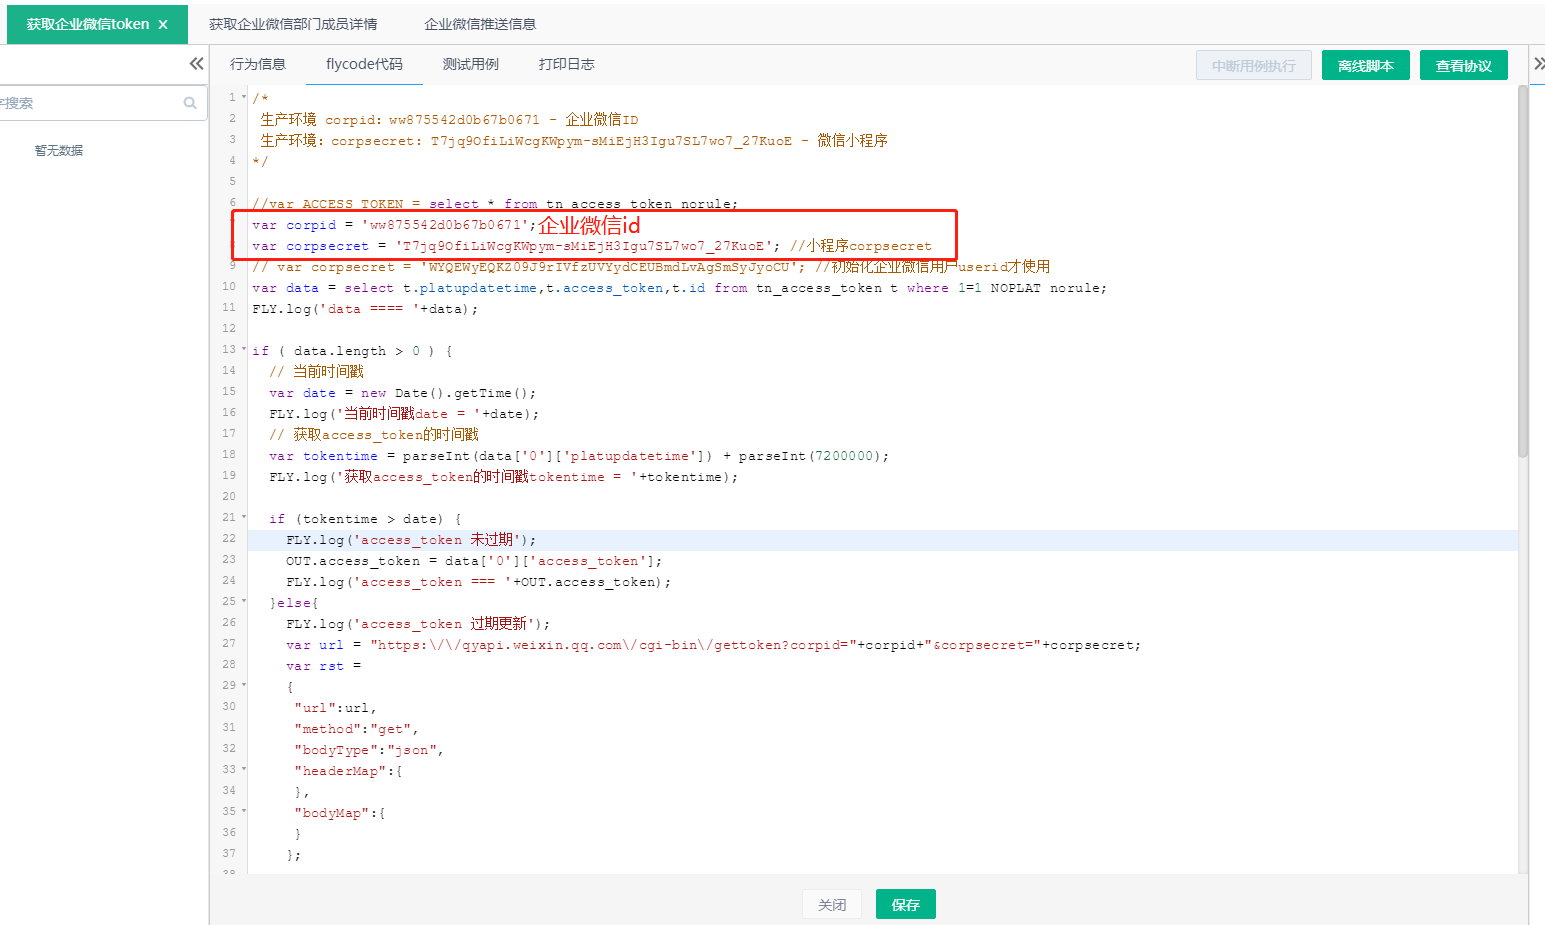 获取企业微信token ×
获取企业微信部门成员详情
企业微信推送信息
行为信息
flycode代码
测试用例
打印日志
中断用例执行
离线脚本
查看协议
字搜索
暂无数据
1 /*
2 生产环境 corpid: ww875542d0b67b0671 - 企业微信ID
3 生产环境: corpsecret: T7jq9OfiLiWcgKWpym-sMiEjH3Igu7SL7wo7_27KuoE - 微信小程序
4 */
5
6 //var ACCESS_TOKEN = select * from tn_access_token norule;
var corpid = 'ww875542d0b67b0671'; 企业微信id
8 var corpsecret = 'T7jq9OfiLiWcgKWpym-sMiEjH3Igu7SL7wo7_27KuoE'; //小程序corpsecret
9 // var corpsecret = 'WYQEWyEQKZ09J9rIVfzUVYydCEUBmdLvAgSmSyJyoCU'; //初始化企业微信用户userid才使用
10 var data = select t.platupdatetime,t.access_token,t.id from tn_access_token t where 1=1 NOPLAT norule;
11 FLY.log('data ==== '+data);
12
13 if ( data.length > 0 ) {
14 // 当前时间戳
15 var date = new Date().getTime();
16 FLY.log('当前时间戳date = '+date);
17 // 获取access_token的时间戳
18 var tokentime = parseInt(data['0']['platupdatetime']) + parseInt(7200000);
19 FLY.log('获取access_token的时间戳tokentime = '+tokentime);
20
21 if (tokentime > date) {
22 FLY.log('access_token 未过期');
23 OUT.access_token = data['0']['access_token'];
24 FLY.log('access_token === '+OUT.access_token);
25 }else{
26 FLY.log('access_token 过期更新');
27 var url = "https:\/\/qyapi.weixin.qq.com\/cgi-bin\/gettoken?corpid="+corpid+"&corpsecret="+corpsecret;
28 var rst =
29 {
30 "url":url,
31 "method":"get",
32 "bodyType":"json",
33 "headerMap":{
34 },
35 "bodyMap":{
36 }
37 };
38
关闭
保存